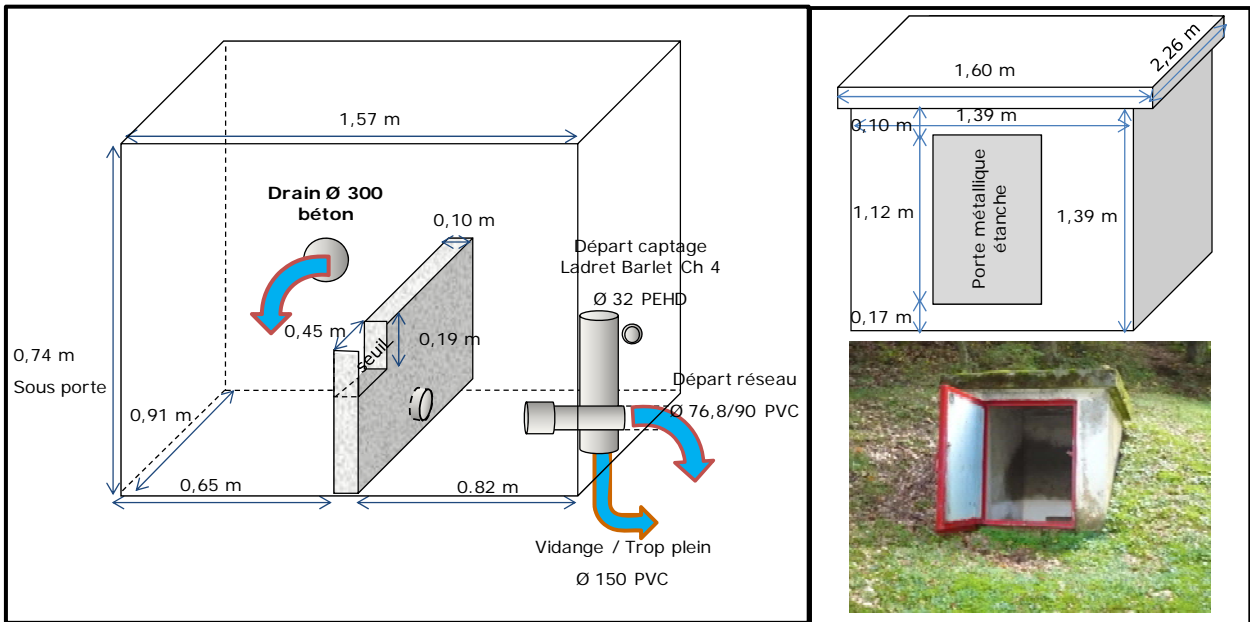 1,57 m
Drain Ø 300
béton
0,10 m
Départ captage
Ladret Barlet Ch 4
Ø 32 PEHD
0,45 m
seuil
0,19 m
0,74 m
Sous porte
Départ réseau
Ø 76,8/90 PVC
0,91 m
0,65 m
0.82 m
Vidange / Trop plein
Ø 150 PVC
2,26 m
1,60 m
0,10 m
1,39 m
1,12 m
Porte métallique
étanche
1,39 m
0,17 m